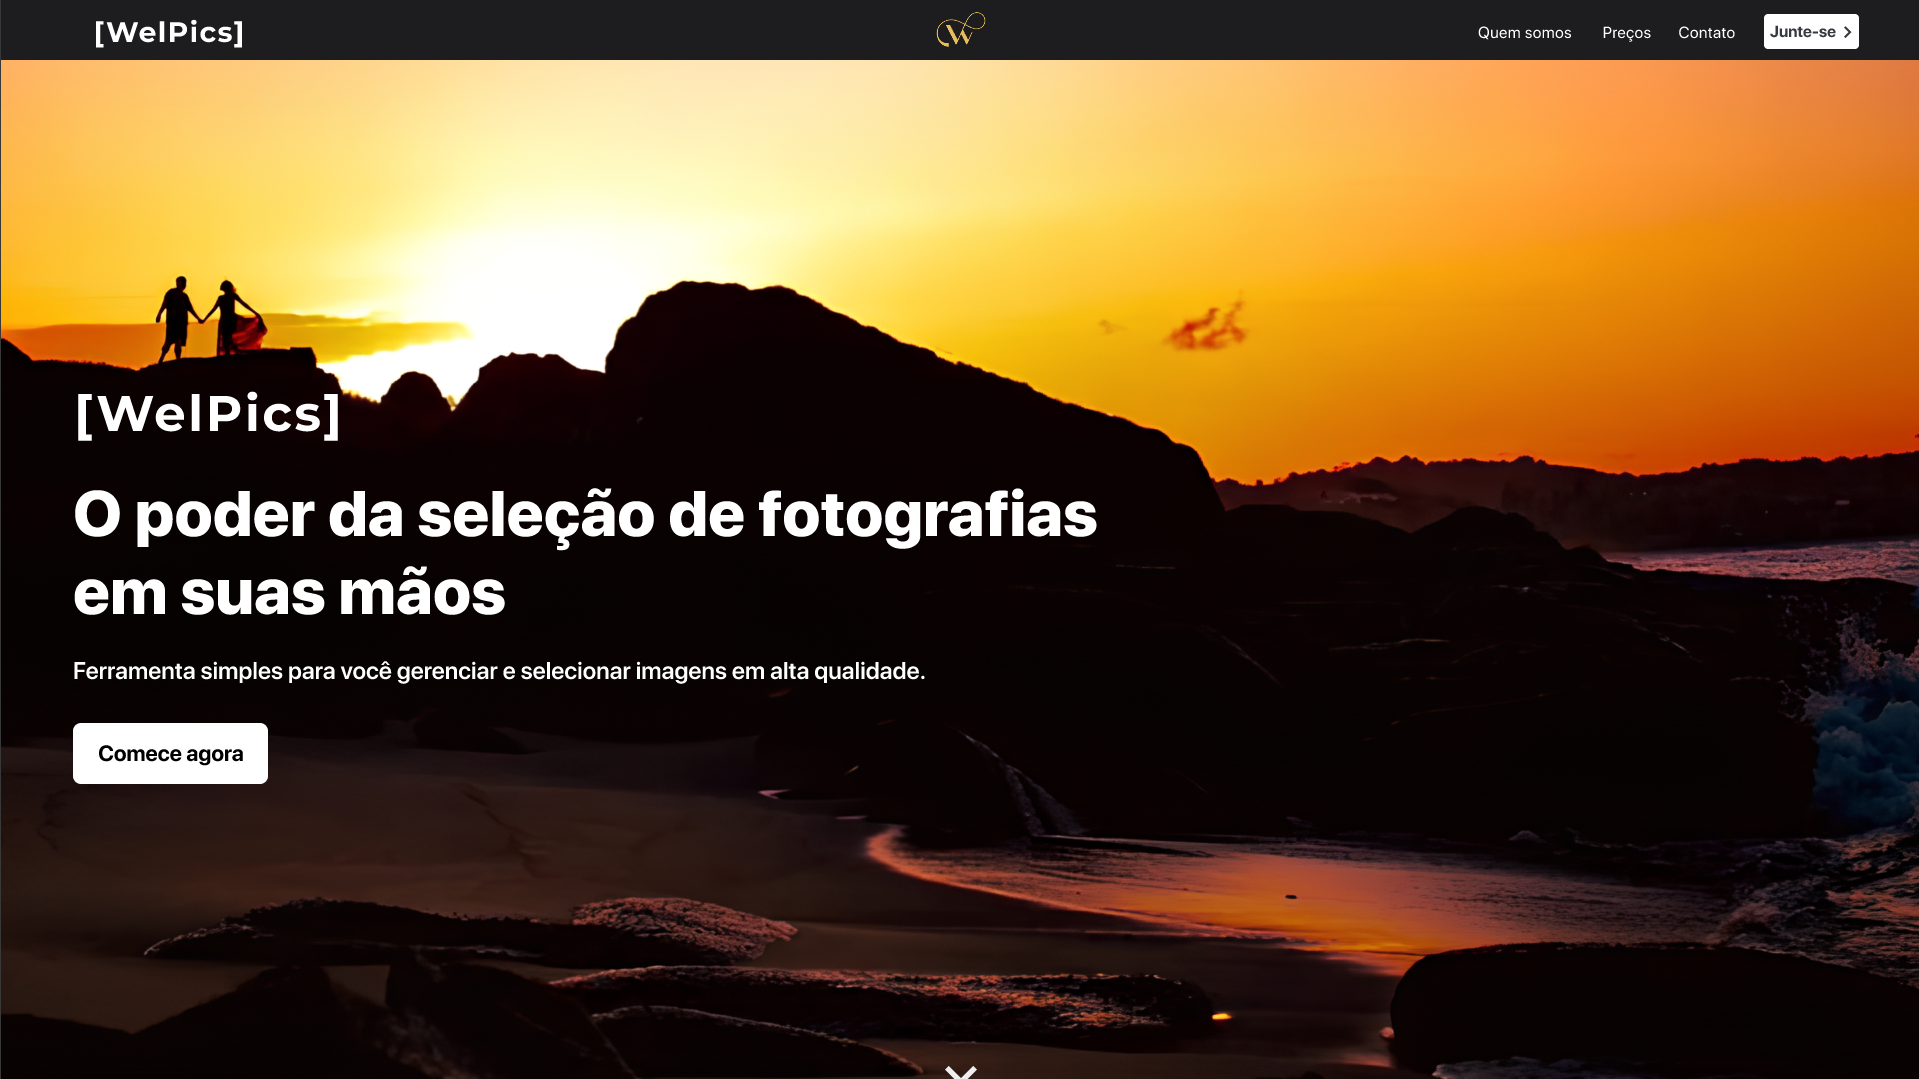 [WelPics]
W
Quem somos
Preços
Contato
Junte-se
[WelPics]
O poder da seleção de fotografias
em suas mãos
Ferramenta simples para você gerenciar e selecionar imagens em alta qualidade.
Comece agora